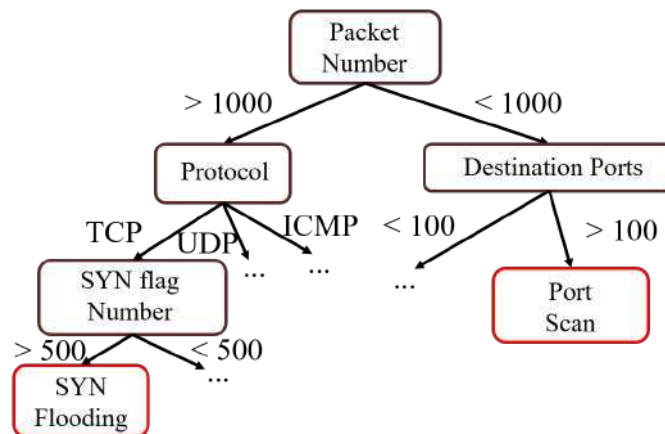 Packet
Number
> 1000
< 1000
Protocol
Destination Ports
TCP
UDP
ICMP
< 100
> 100
...
...
...
SYN flag
Number
Port
Scan
> 500
< 500
...
SYN
Flooding